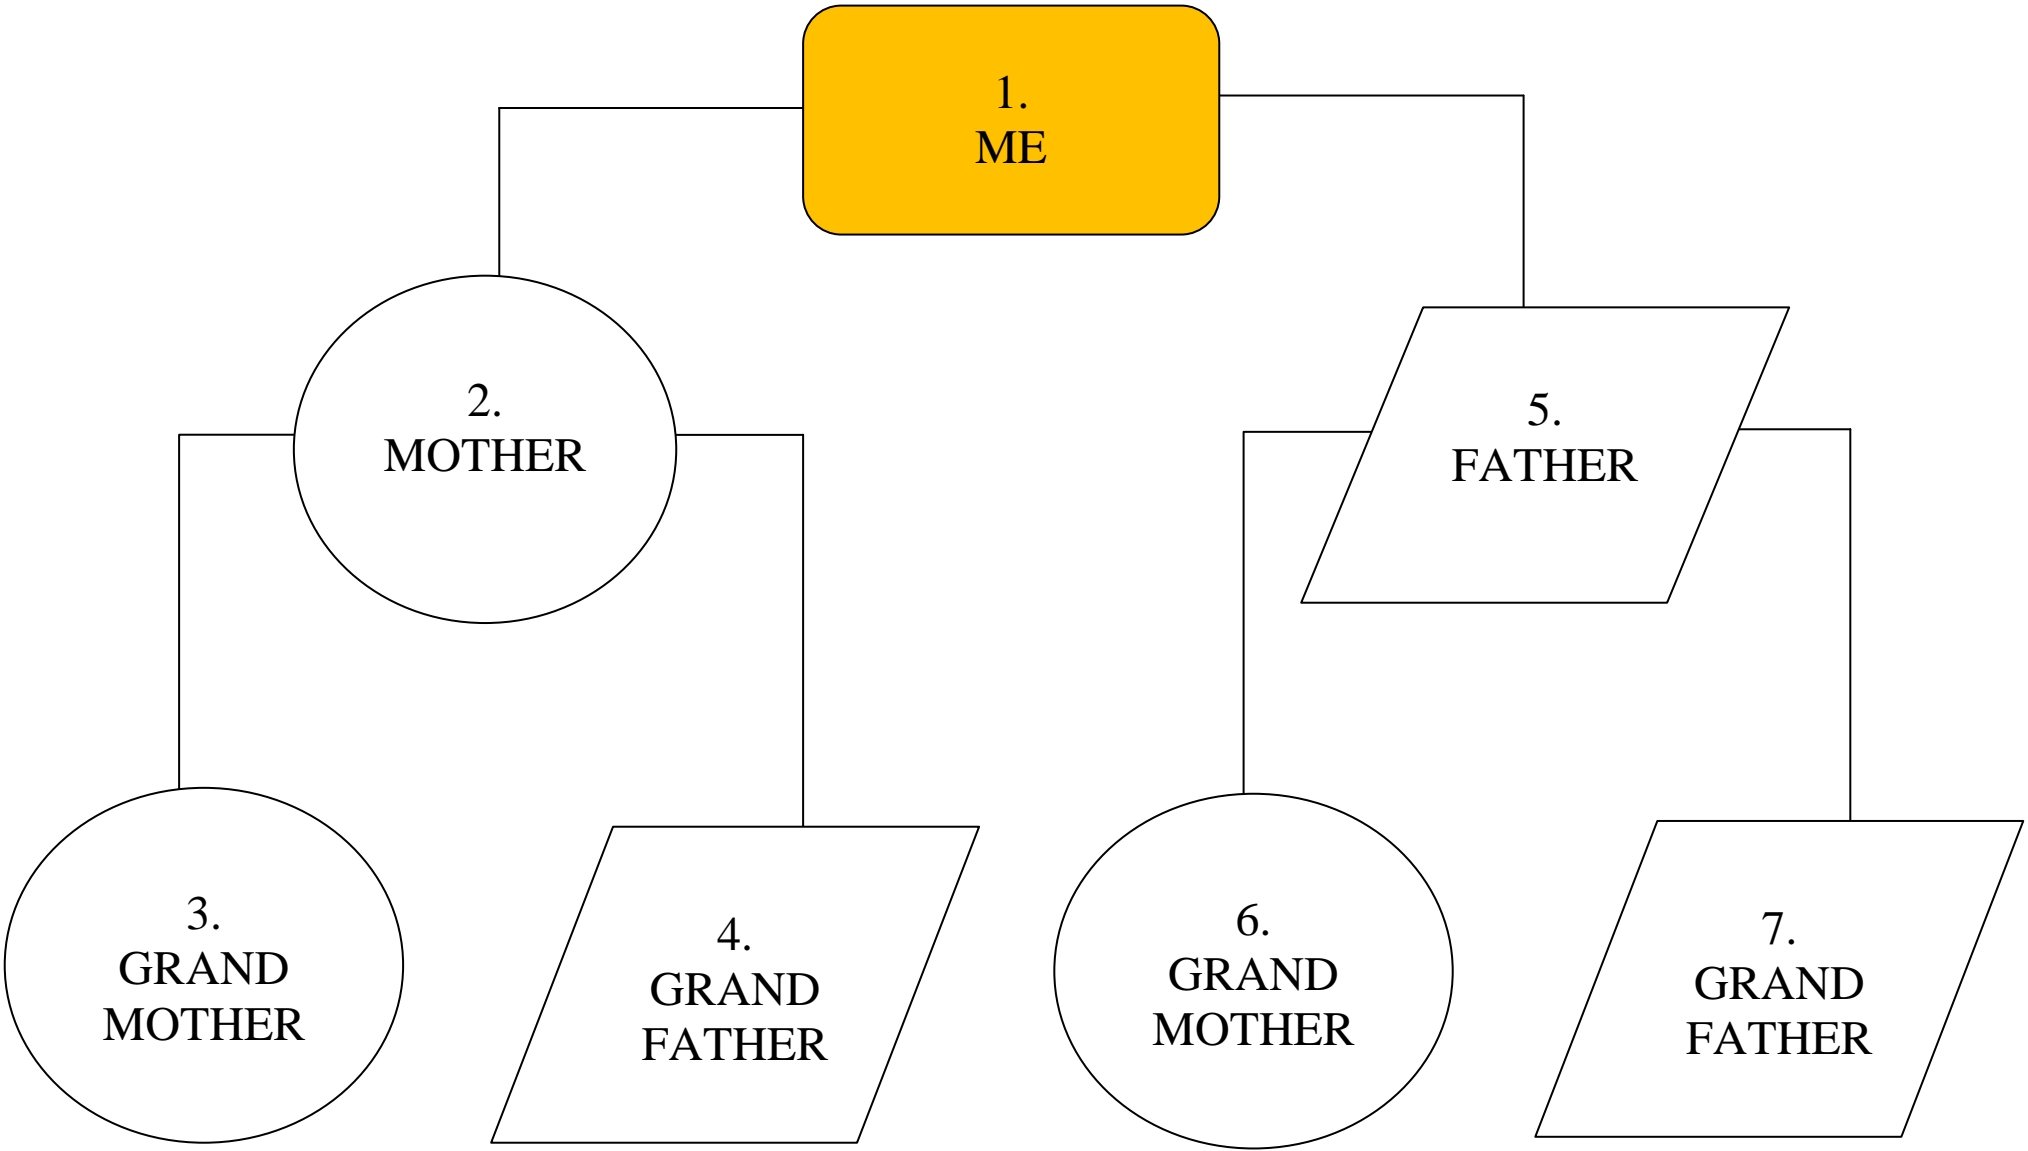 1.
ME
2.
MOTHER
5.
FATHER
3.
GRAND
MOTHER
4.
GRAND
FATHER
6.
GRAND
MOTHER
7.
GRAND
FATHER